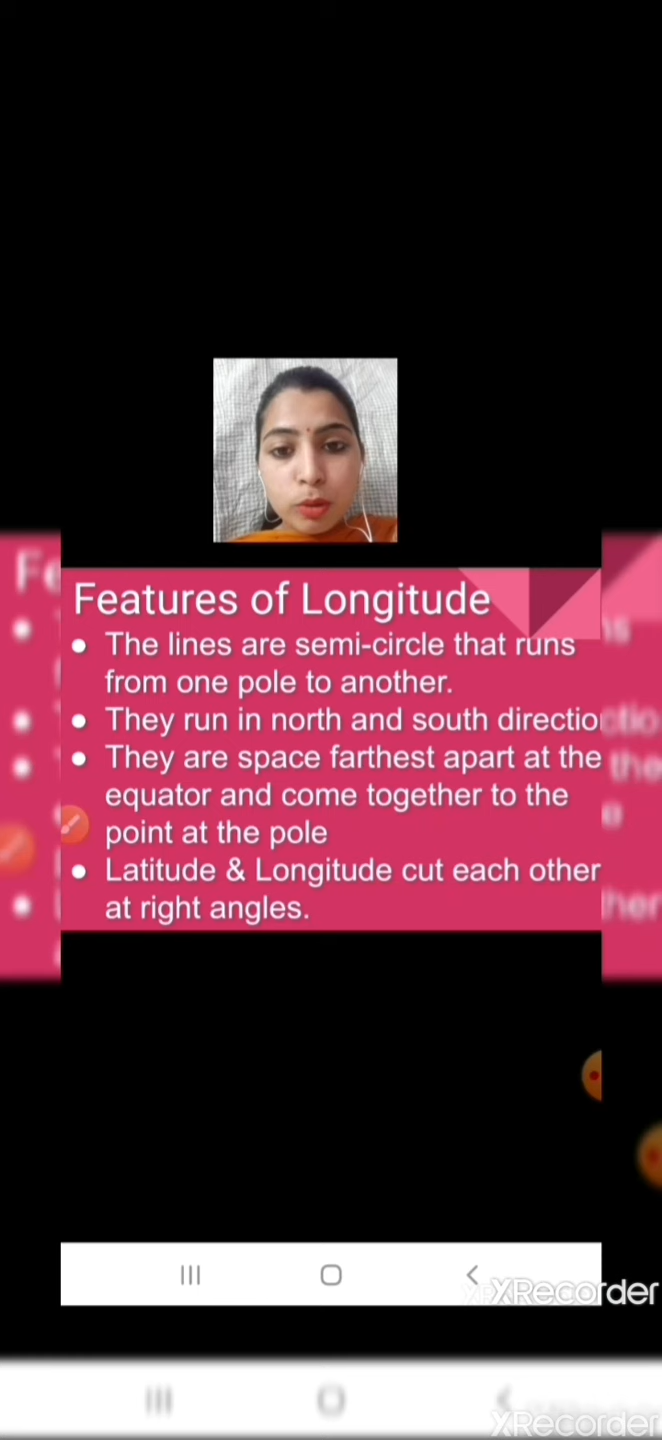 Features of Longitude
● The lines are semi-circle that runs
from one pole to another.
● They run in north and south directio
● They are space farthest apart at the
equator and come together to the
point at the pole
● Latitude & Longitude cut each other
at right angles.
XRecorder
XRecorder